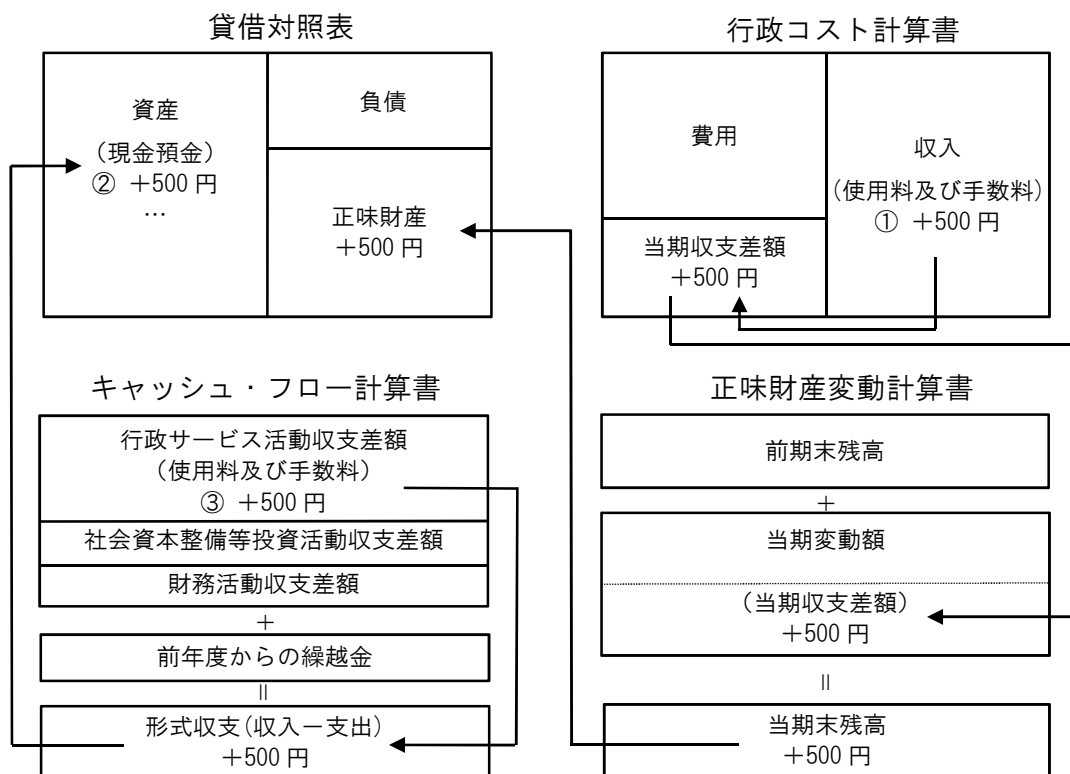 貸借対照表
資産
(現金預金)
② +500 円
…
負債
正味財産
+500 円
行政コスト計算書
費用
当期収支差額
+500 円
収入
(使用料及び手数料)
① +500 円
キャッシュ・フロー計算書
行政サービス活動収支差額
(使用料及び手数料)
③ +500 円
社会資本整備等投資活動収支差額
財務活動収支差額
+
前年度からの繰越金
=
形式収支(収入-支出)
+500 円
正味財産変動計算書
前期末残高
+
当期変動額
(当期収支差額)
+500 円
=
当期末残高
+500 円